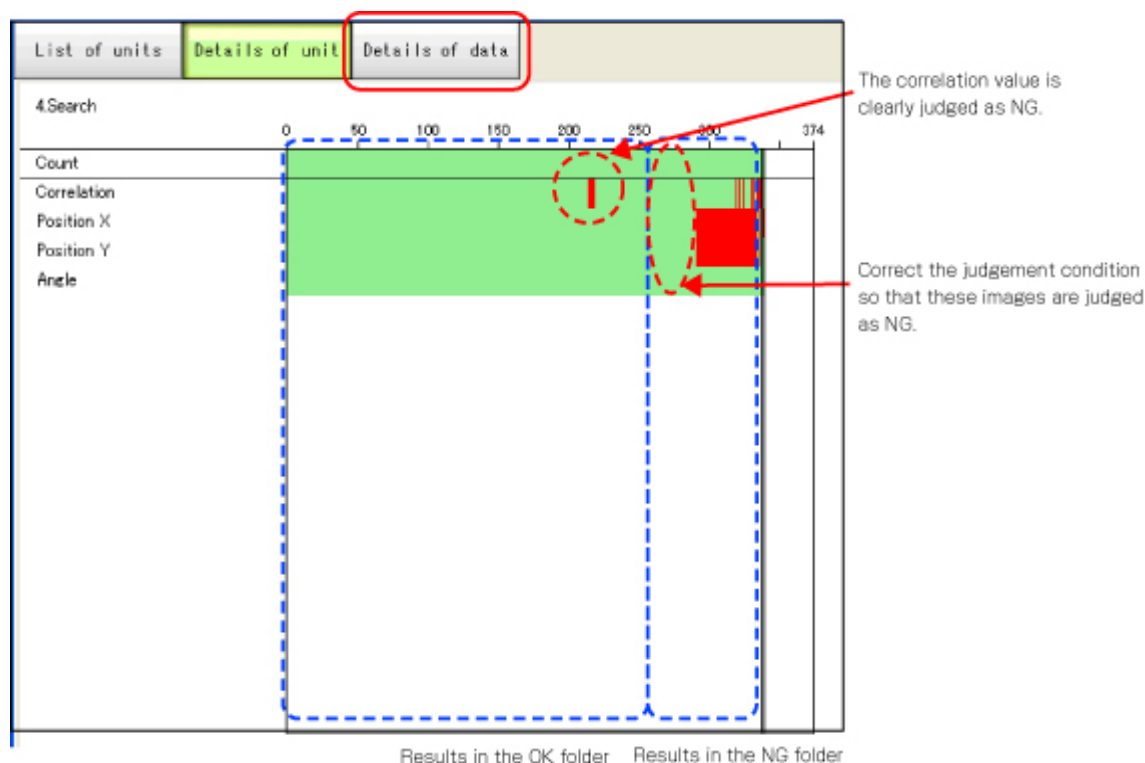 List of units Details of unit Details of data
The correlation value is
clearly judged as NG.
4.Search
0 50 100 150 200 250 300 374
Count
Correlation
Position X
Position Y
Angle
Correct the judgement condition
so that these images are judged
as NG.
Results in the OK folder Results in the NG folder